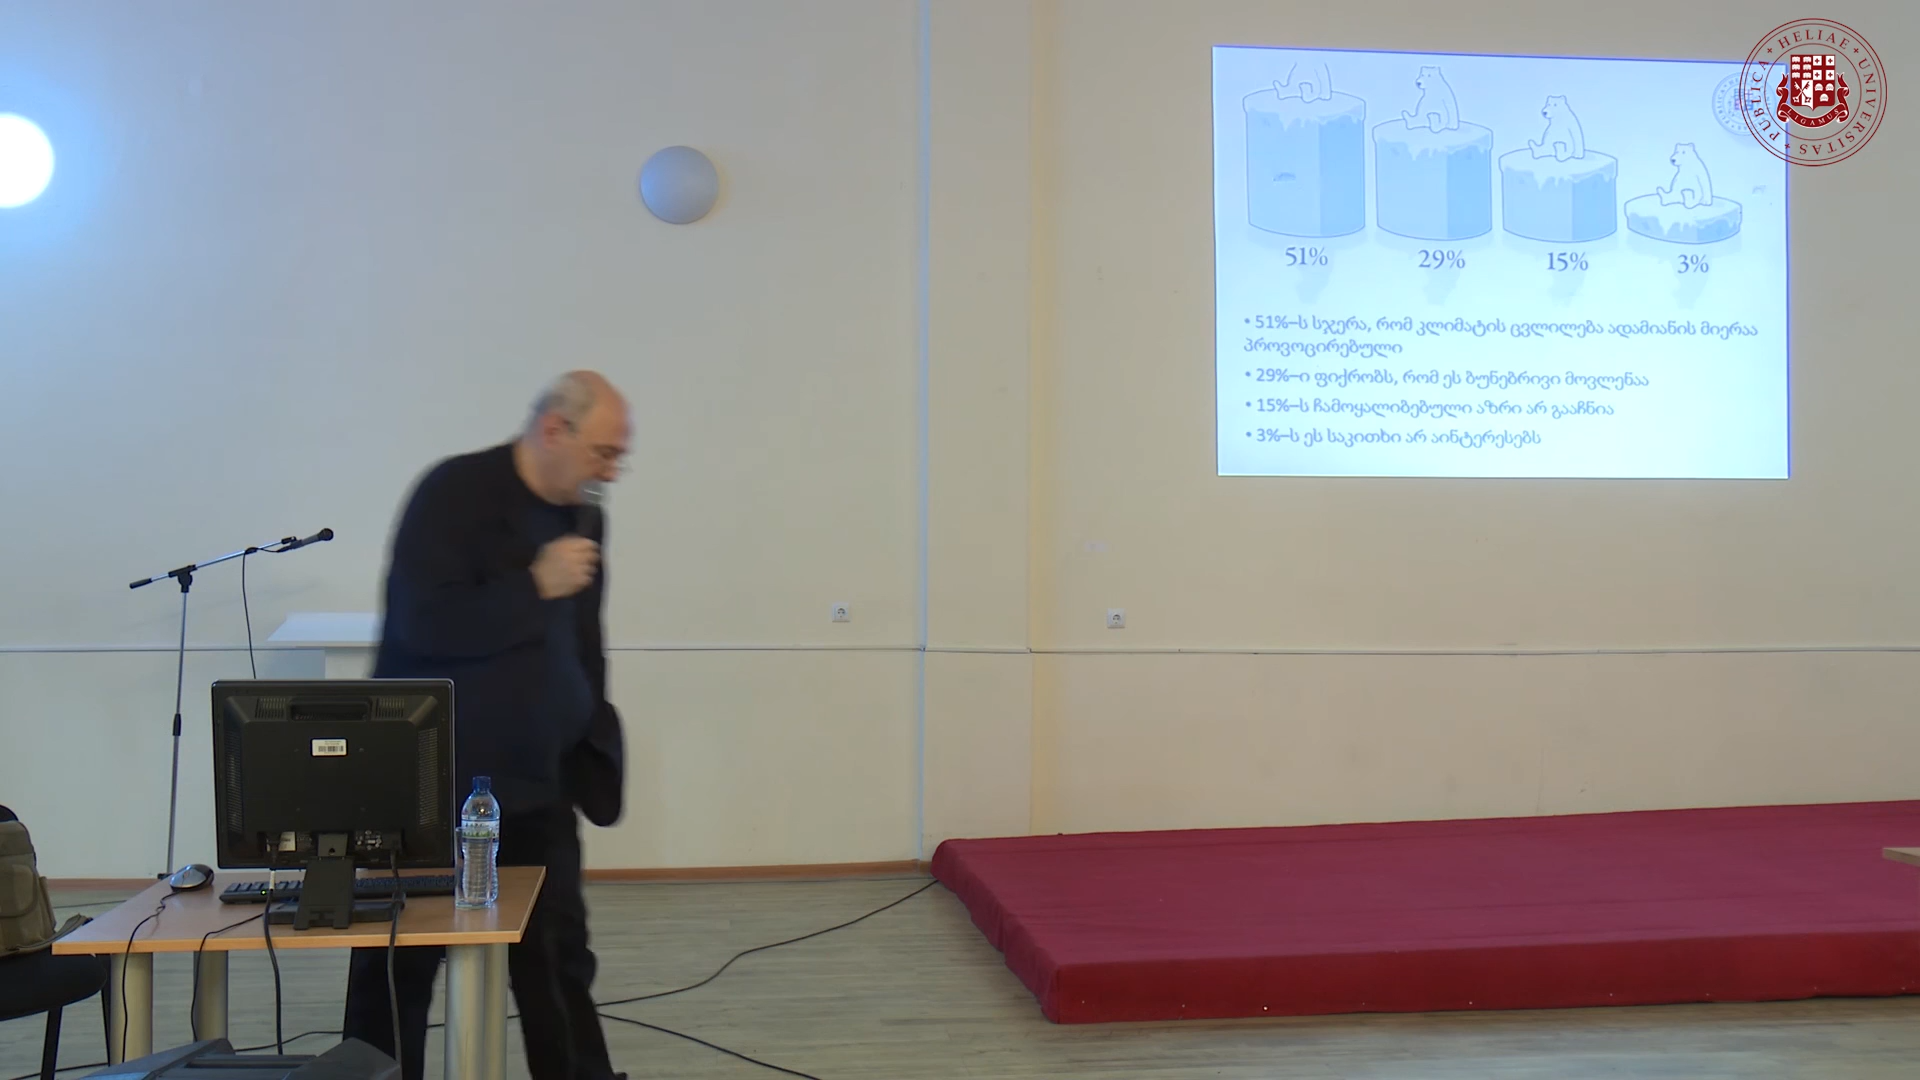 HELIAE UNIVERSITAS PUBLICA
LIGAMUS
51% 29% 15% 3%
• 51%–ს სჯერა, რომ კლიმატის ცვლილება ადამიანის მიერაა
პროვოცირებული
• 29%–ი ფიქრობს, რომ ეს ბუნებრივი მოვლენაა
• 15%–ს ჩამოყალიბებული აზრი არ გააჩნია
• 3%–ს ეს საკითხი არ აინტერესებს